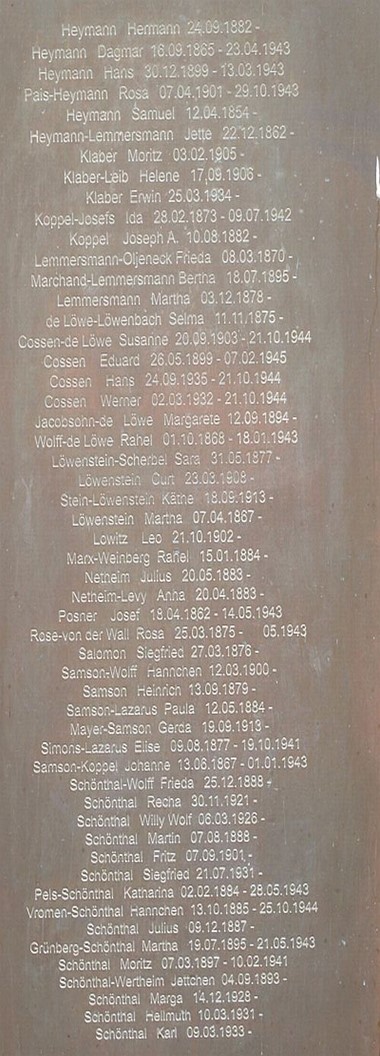 Heymann Hermann 24.09.1882 -
Heymann Dagmar 16.09.1865 - 23.04.1943
Heymann Hans 30.12.1899 - 13.03.1943
Pais-Heymann Rosa 07.04.1901 - 29.10.1943
Heymann Samuel 12.04.1854 -
Heymann-Lemmersmann Jette 22.12.1862 -
Klaber Moritz 03.02.1905 -
Klaber-Leib Helene 17.09.1906 -
Klaber Erwin 25.03.1934 -
Koppel-Josefs Ida 28.02.1873 - 09.07.1942
Koppel Joseph A. 10.08.1882 -
Lemmersmann-Oljeneck Frieda 08.03.1870 -
Marchand-Lemmersmann Bertha 18.07.1895 -
Lemmersmann Martha 03.12.1878 -
de Löwe-Löwenbach Selma 11.11.1875 -
Cossen-de Löwe Susanne 20.09.1903 - 21.10.1944
Cossen Eduard 26.05.1899 - 07.02.1945
Cossen Hans 24.09.1935 - 21.10.1944
Cossen Werner 02.03.1932 - 21.10.1944
Jacobsohn-de Löwe Margarete 12.09.1894 -
Wolff-de Löwe Rahel 01.10.1868 - 18.01.1943
Löwenstein-Scherbel Sara 31.05.1877 -
Löwenstein Curt 23.03.1908 -
Stein-Löwenstein Käthe 18.09.1913 -
Löwenstein Martha 07.04.1867 -
Lowitz Leo 21.10.1902 -
Marx-Weinberg Rahel 15.01.1884 -
Netheim Julius 20.05.1883 -
Netheim-Levy Anna 20.04.1883 -
Posner Josef 18.04.1862 - 14.05.1943
Rose-von der Wall Rosa 25.03.1875 - 05.1943
Salomon Siegfried 27.03.1876 -
Samson-Wolff Hannchen 12.03.1900 -
Samson Heinrich 13.09.1879 -
Samson-Lazarus Paula 12.05.1884 -
Mayer-Samson Gerda 19.09.1913 -
Simons-Lazarus Elise 09.08.1877 - 19.10.1941
Samson-Koppel Johanne 13.06.1867 - 01.01.1943
Schönthal-Wolff Frieda 25.12.1888 -
Schönthal Recha 30.11.1921 -
Schönthal Willy Wolf 06.03.1926 -
Schönthal Martin 07.08.1888 -
Schönthal Fritz 07.09.1901 -
Schönthal Siegfried 21.07.1931 -
Pels-Schönthal Katharina 02.02.1884 - 28.05.1943
Vromen-Schönthal Hannchen 13.10.1885 - 25.10.1944
Schönthal Julius 09.12.1887 -
Grünberg-Schönthal Martha 19.07.1895 - 21.05.1943
Schönthal Moritz 07.03.1897 - 10.02.1941
Schönthal-Wertheim Jettchen 04.09.1893 -
Schönthal Marga 14.12.1928 -
Schönthal Hellmuth 10.03.1931 -
Schönthal Karl 09.03.1933 -